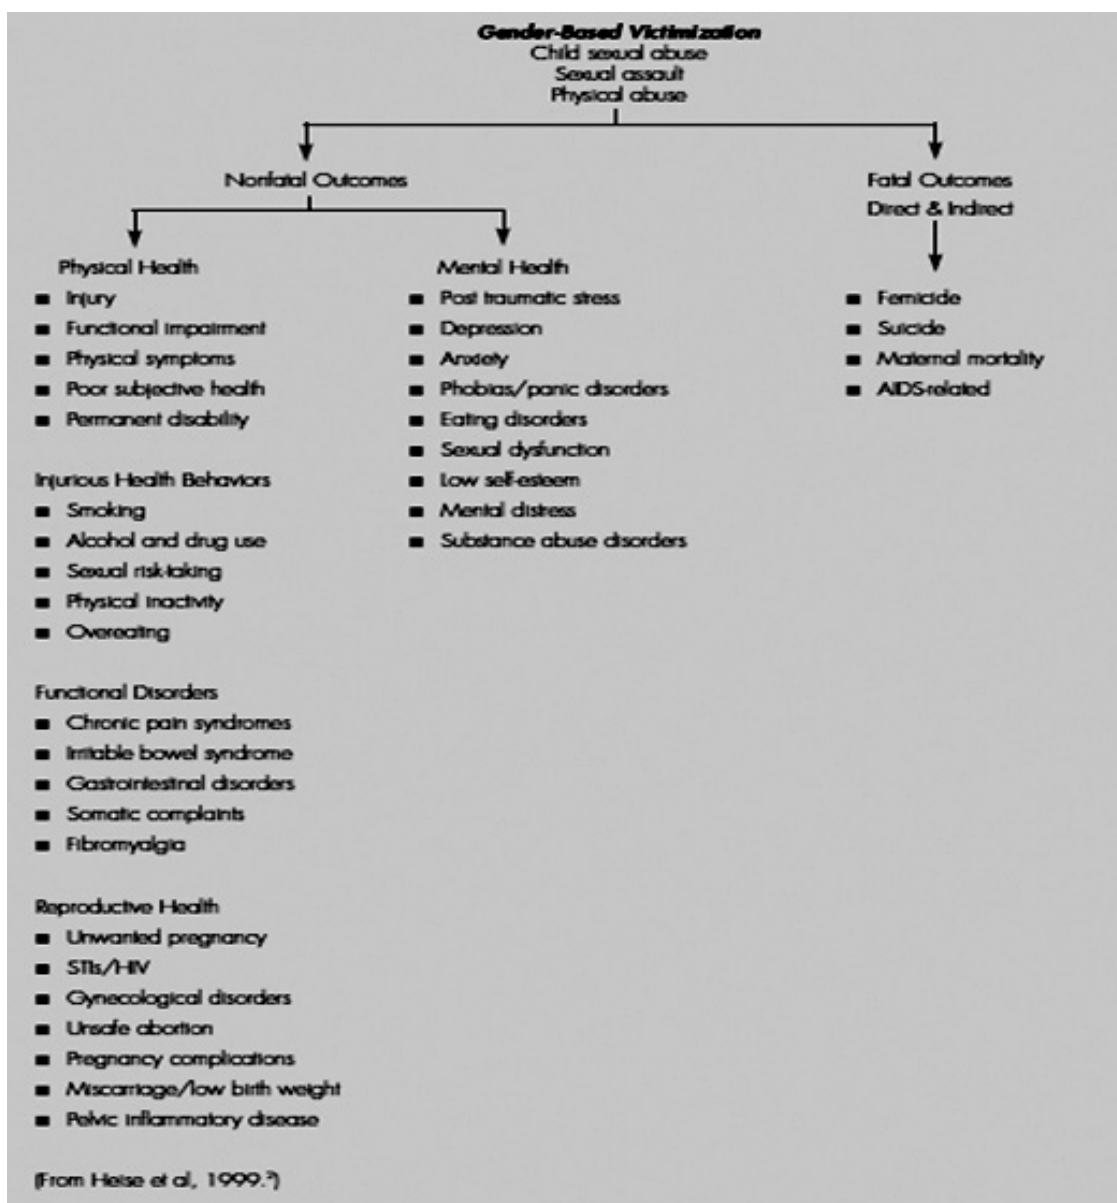 Gender-Based Victimization
Child sexual abuse
Sexual assault
Physical abuse
Nonfatal Outcomes
Fatal Outcomes
Direct & Indirect
Physical Health
■ Injury
■ Functional impairment
■ Physical symptoms
■ Poor subjective health
■ Permanent disability
Injurious Health Behaviors
■ Smoking
■ Alcohol and drug use
■ Sexual risk-taking
■ Physical inactivity
■ Overeating
Functional Disorders
■ Chronic pain syndromes
■ Irritable bowel syndrome
■ Gastrointestinal disorders
■ Somatic complaints
■ Fibromyalgia
Reproductive Health
■ Unwanted pregnancy
■ STIs/HIV
■ Gynecological disorders
■ Unsafe abortion
■ Pregnancy complications
■ Miscarriage/low birth weight
■ Pelvic inflammatory disease
Mental Health
■ Post traumatic stress
■ Depression
■ Anxiety
■ Phobias/panic disorders
■ Eating disorders
■ Sexual dysfunction
■ Low self-esteem
■ Mental distress
■ Substance abuse disorders
■ Femicide
■ Suicide
■ Maternal mortality
■ AIDS-related
(From Heise et al, 1999.²)